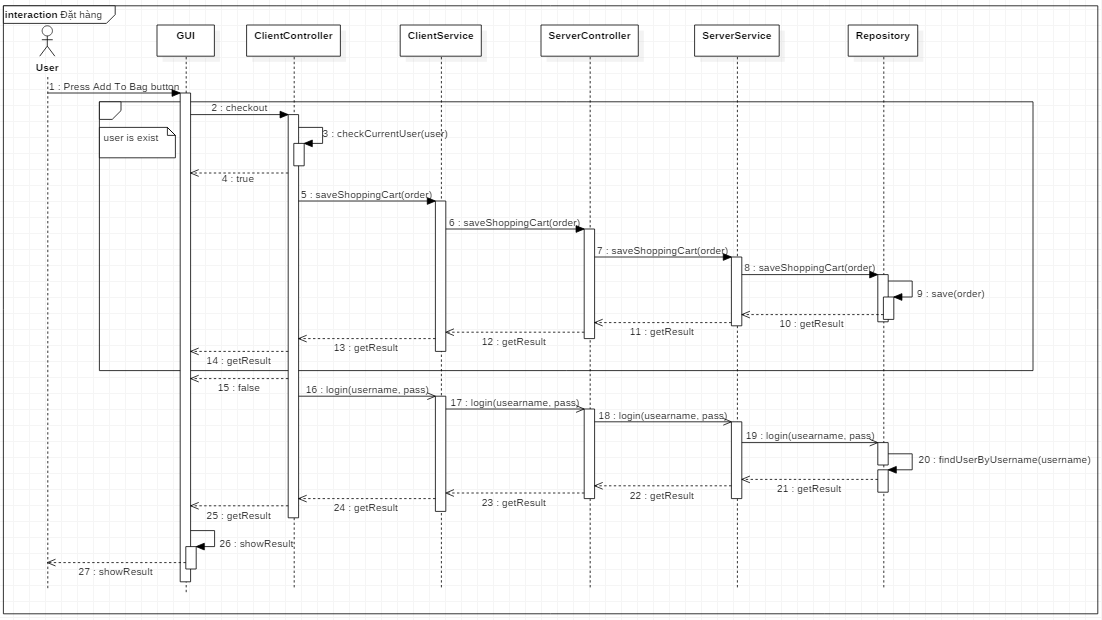 interaction Đặt hàng
User
GUI
ClientController
ClientService
ServerController
ServerService
Repository
1 : Press Add To Bag button
2 : checkout
user is exist
3 : checkCurrentUser(user)
4 : true
5 : saveShoppingCart(order)
6 : saveShoppingCart(order)
7 : saveShoppingCart(order)
8 : saveShoppingCart(order)
9 : save(order)
10 : getResult
11 : getResult
12 : getResult
13 : getResult
14 : getResult
15 : false
16 : login(username, pass)
17 : login(usearname, pass)
18 : login(usearname, pass)
19 : login(usearname, pass)
20 : findUserByUsername(username)
21 : getResult
22 : getResult
23 : getResult
24 : getResult
25 : getResult
26 : showResult
27 : showResult